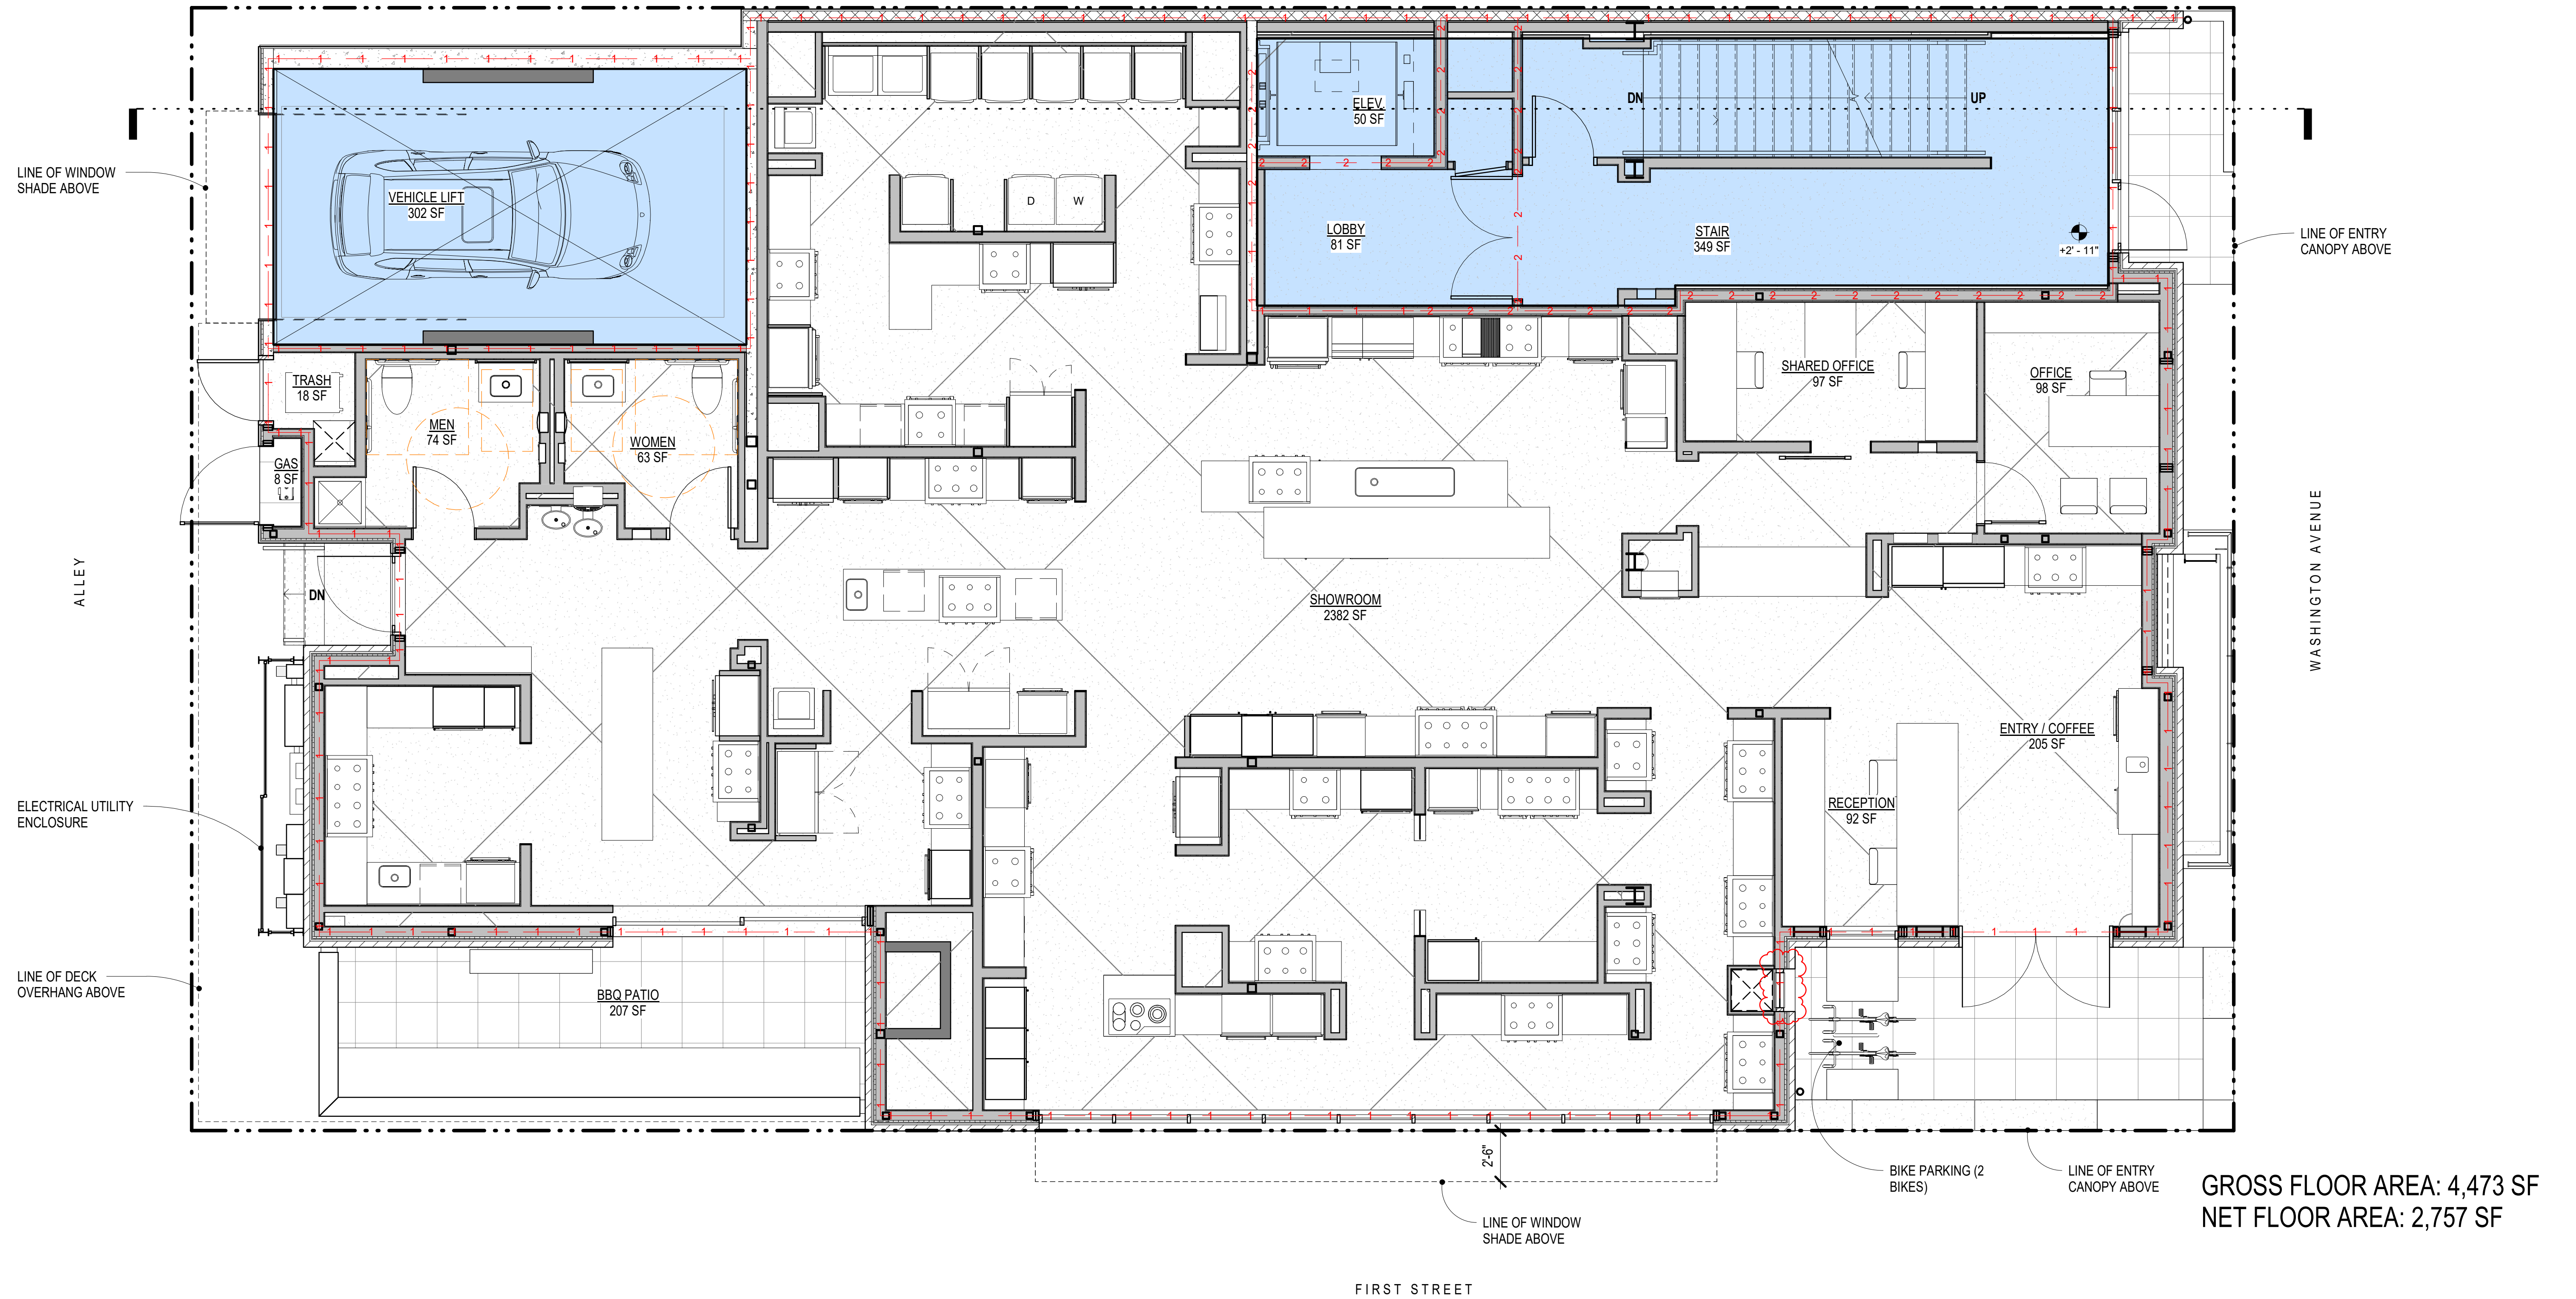 ELEV.
50 SF
DN
UP
LINE OF WINDOW
SHADE ABOVE
VEHICLE LIFT
302 SF
D
W
LOBBY
81 SF
STAIR
349 SF
+2' - 11"
LINE OF ENTRY
CANOPY ABOVE
TRASH
18 SF
MEN
74 SF
WOMEN
63 SF
GAS
8 SF
SHARED OFFICE
97 SF
OFFICE
98 SF
ALLEY
DN
SHOWROOM
2382 SF
WASHINGTON AVENUE
ENTRY / COFFEE
205 SF
ELECTRICAL UTILITY
ENCLOSURE
RECEPTION
92 SF
LINE OF DECK
OVERHANG ABOVE
BBQ PATIO
207 SF
2'-6"
BIKE PARKING (2
BIKES)
LINE OF ENTRY
CANOPY ABOVE
LINE OF WINDOW
SHADE ABOVE
GROSS FLOOR AREA: 4,473 SF
NET FLOOR AREA: 2,757 SF
FIRST STREET